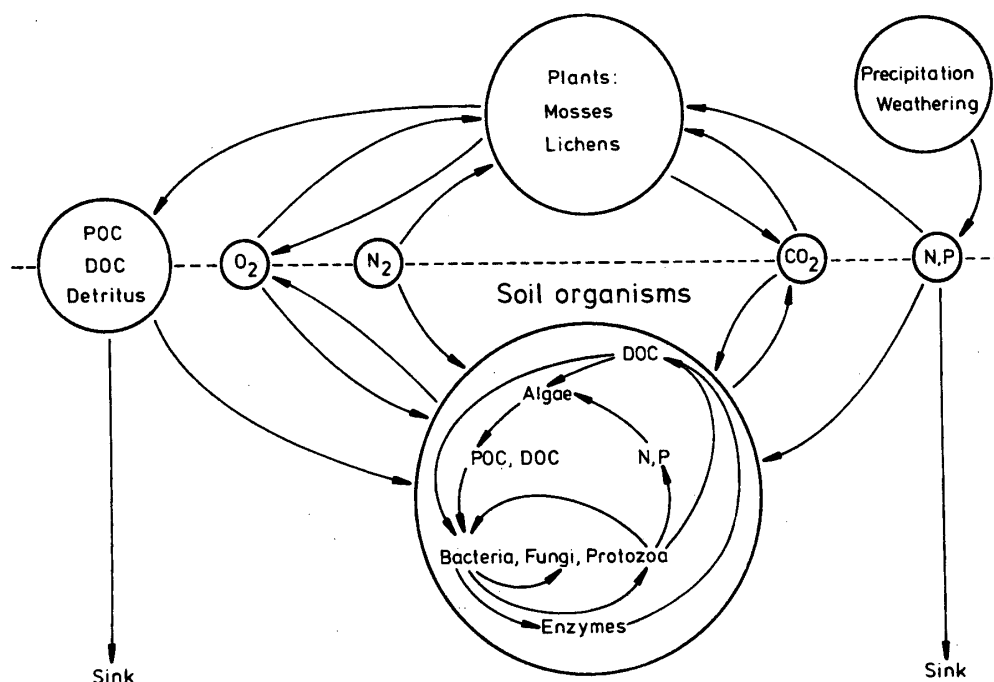 Plants:
Mosses
Lichens
Precipitation
Weathering
POC
DOC
Detritus
O2
N2
CO2
N,P
Soil organisms
DOC
Algae
POC, DOC
N,P
Bacteria, Fungi, Protozoa
Enzymes
Sink
Sink